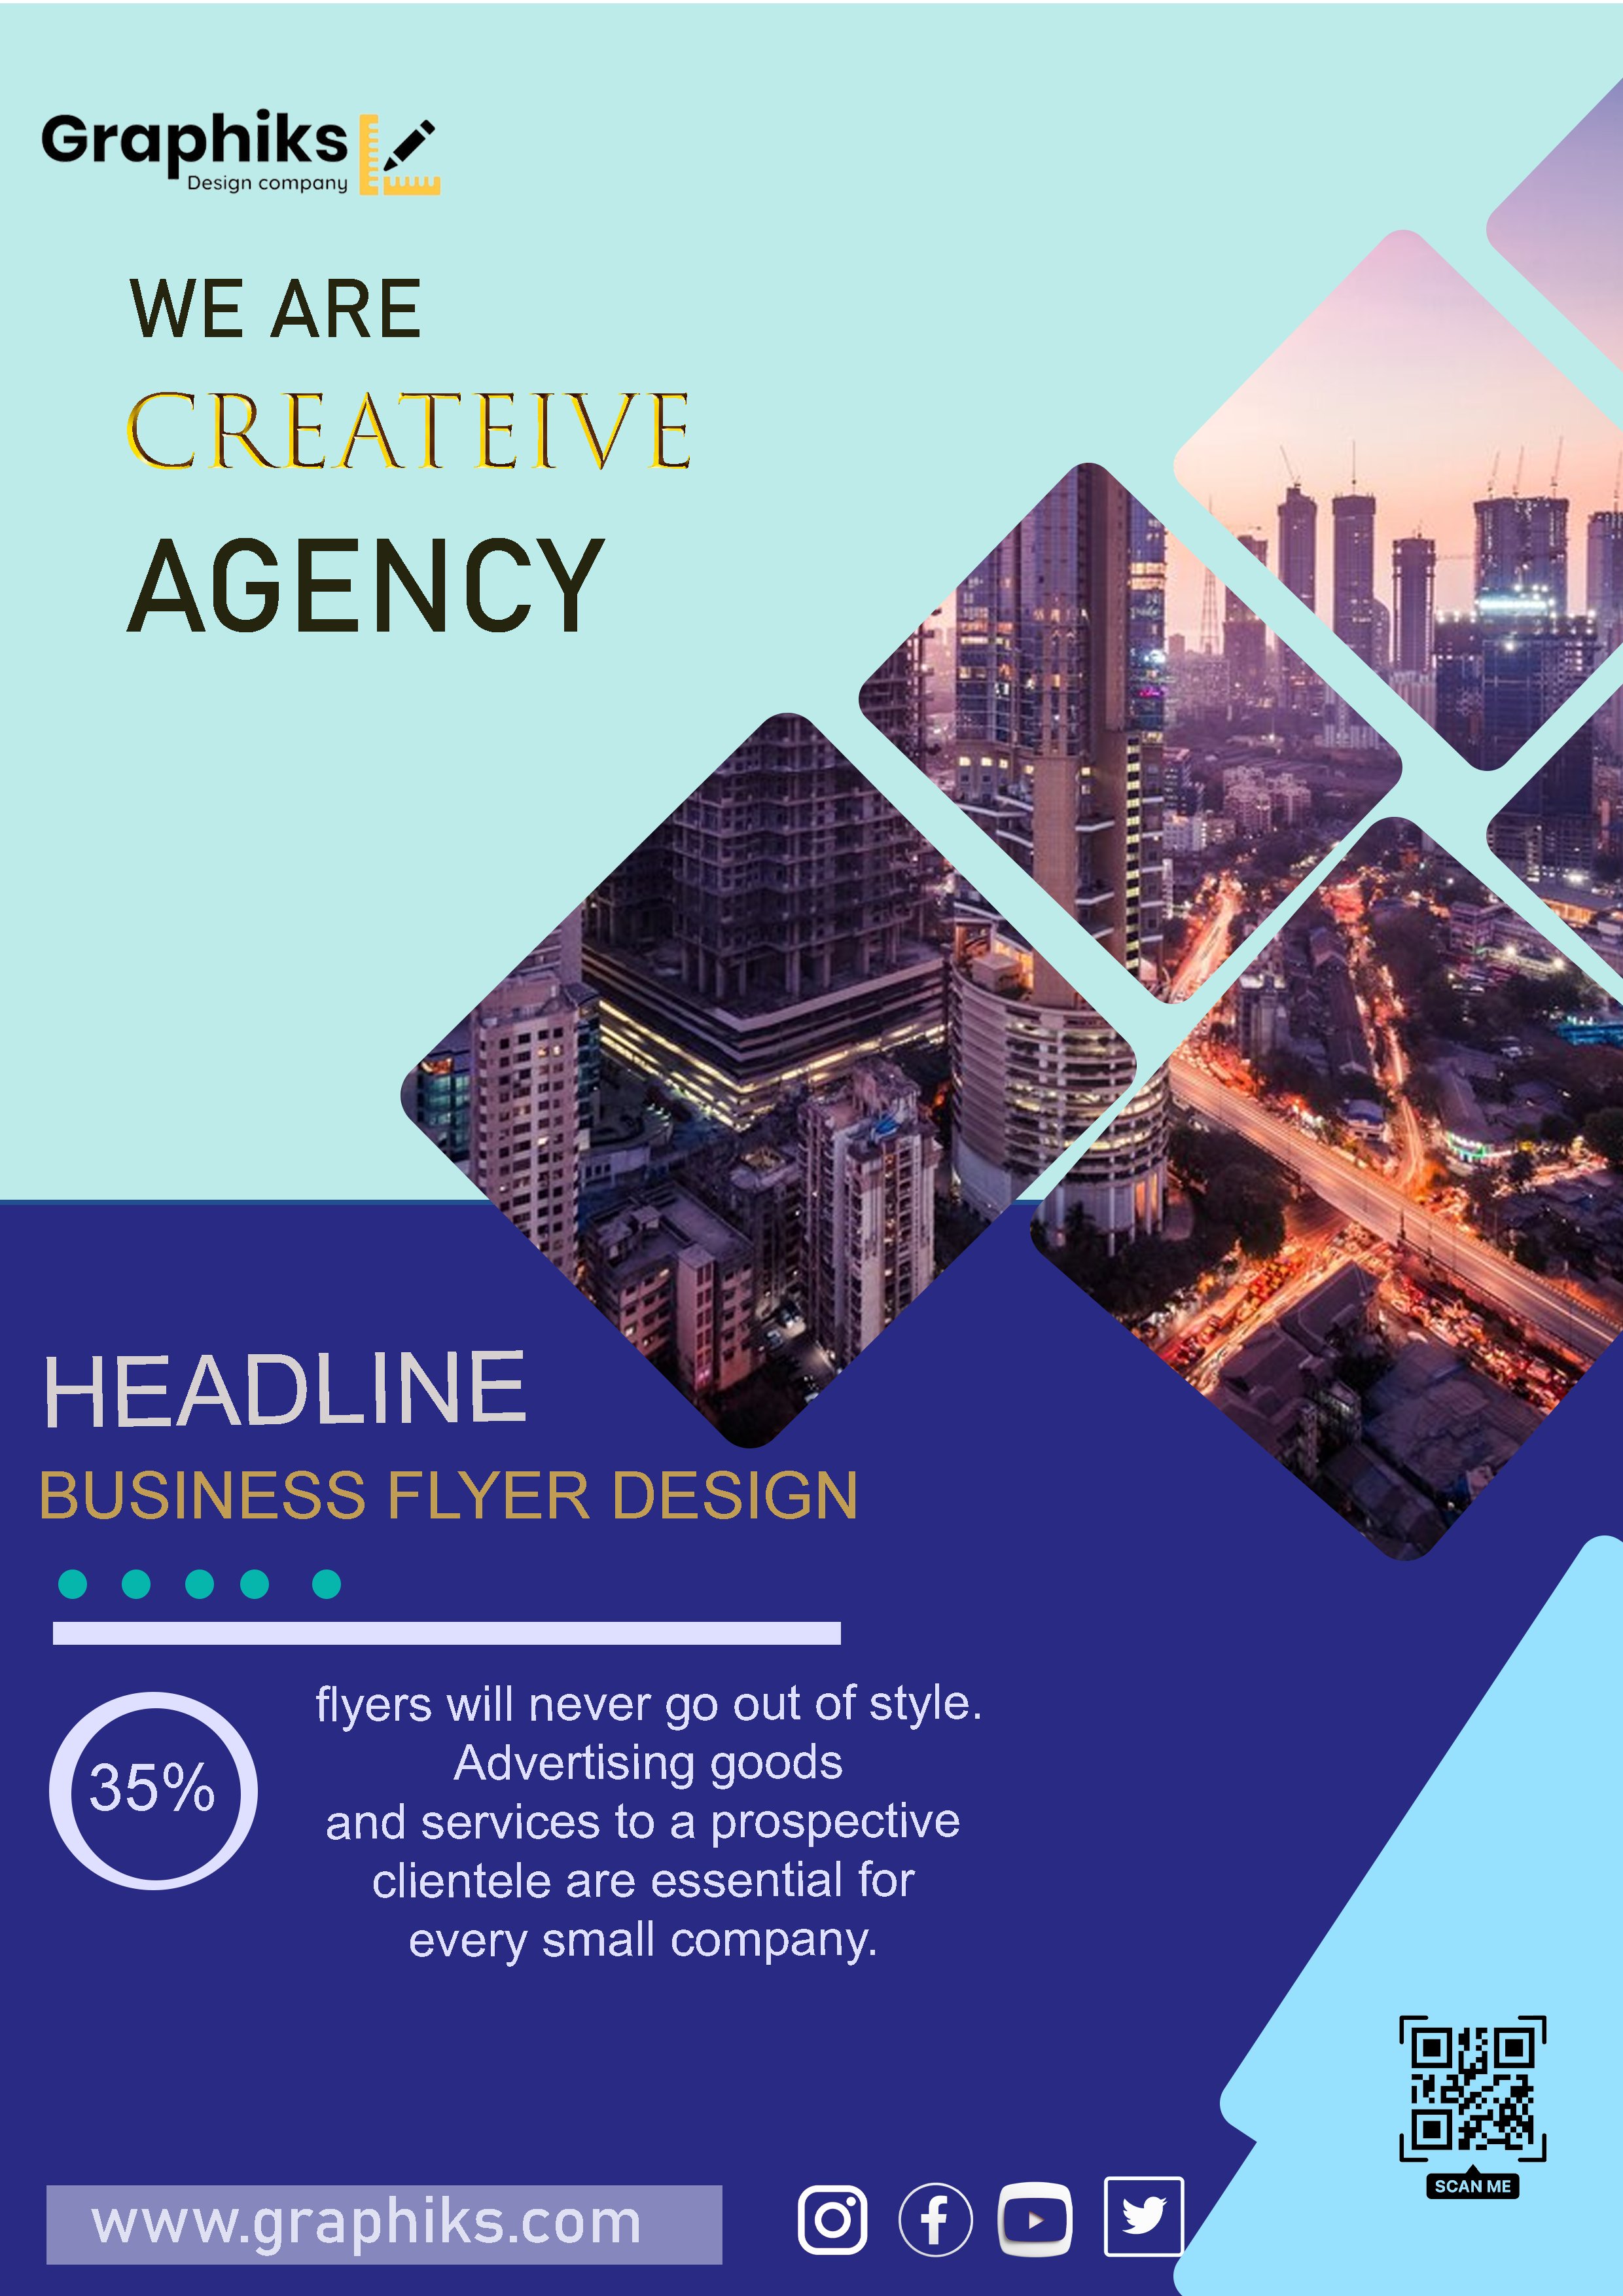 Graphiks
Design company
WE ARE
CREATEIVE
AGENCY
HEADLINE
BUSINESS FLYER DESIGN
35%
flyers will never go out of style.
Advertising goods
and services to a prospective
clientele are essential for
every small company.
SCAN ME
www.graphiks.com